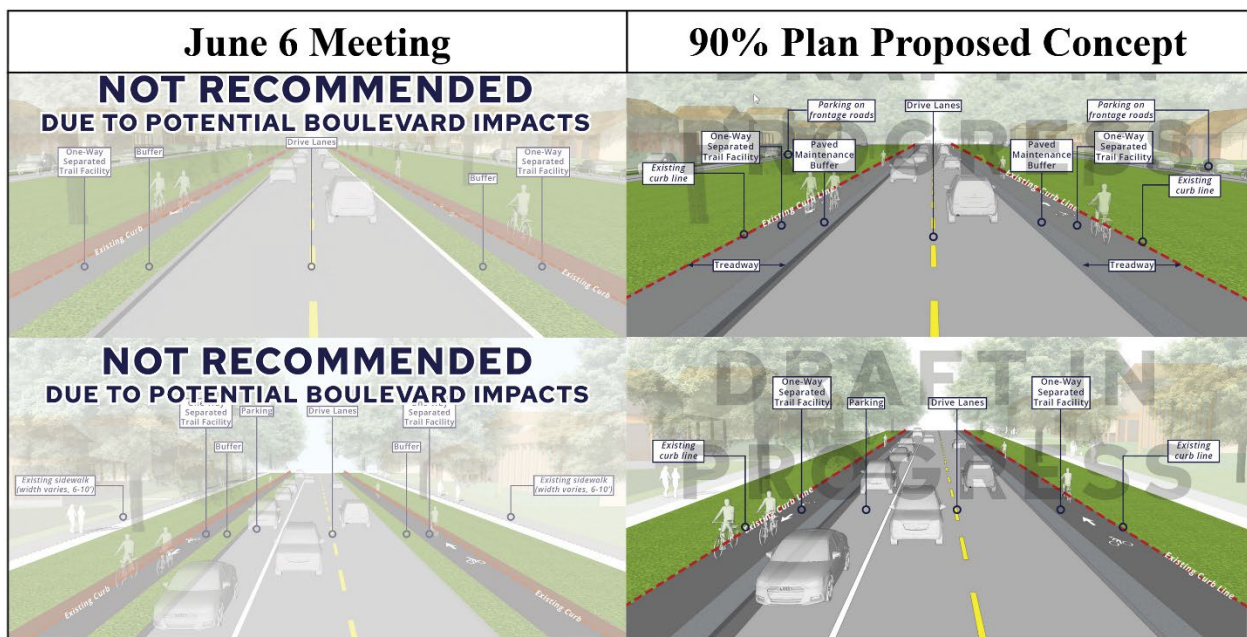 June 6 Meeting
90% Plan Proposed Concept
NOT RECOMMENDED
DUE TO POTENTIAL BOULEVARD IMPACTS
One-Way
Separated
Trail Facility
Buffer
Drive Lanes
Buffer
One-Way
Separated
Trail Facility
Existing Curb
Existing Curb
DRAFT IN
PROGRESS
Parking on
frontage roads
Drive Lanes
Parking on
frontage roads
One-Way
Separated
Trail Facility
Paved
Maintenance
Buffer
Existing
curb line
Paved
Maintenance
Buffer
One-Way
Separated
Trail Facility
Existing
curb line
Existing Curb Line
Existing Curb Line
Treadway
Treadway
NOT RECOMMENDED
DUE TO POTENTIAL BOULEVARD IMPACTS
One-Way
Separated
Trail Facility
Parking
Drive Lanes
One-Way
Separated
Trail Facility
Buffer
Buffer
Existing sidewalk
(width varies, 6-10')
Existing sidewalk
(width varies, 6-10')
Existing Curb
Existing Curb
DRAFT IN
PROGRESS
One-Way
Separated
Trail Facility
Parking
Drive Lanes
One-Way
Separated
Trail Facility
Existing
curb line
Existing
curb line
Existing Curb Line
Existing Curb Line